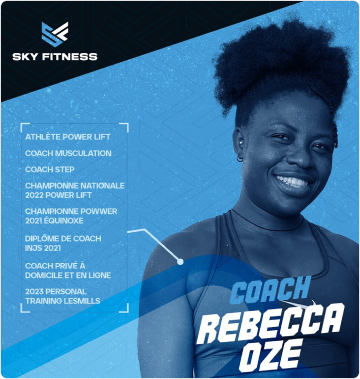 SKY FITNESS
ATHLÈTE POWER LIFT
COACH MUSCULATION
COACH STEP
CHAMPIONNE NATIONALE
2022 POWER LIFT
CHAMPIONNE POWWER
2021 ÉQUINOXE
DIPLÔME DE COACH
INJS 2021
COACH PRIVÉ À
DOMICILE ET EN LIGNE
2023 PERSONAL
TRAINING LESMILLS
COACH
REBECCA
OZE